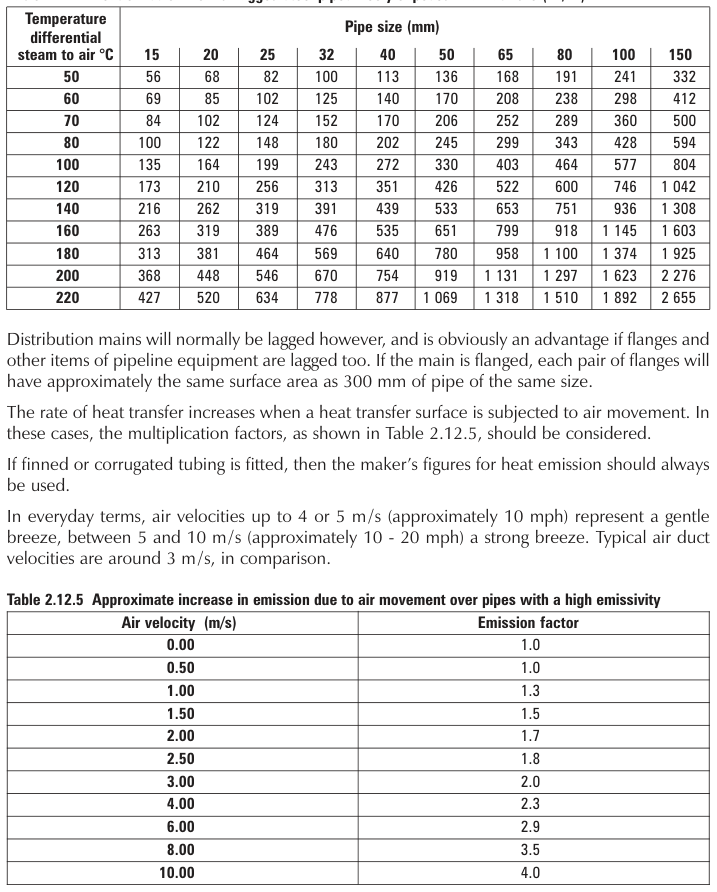 Temperature
differential
steam to air °C
Pipe size (mm)
15 20 25 32 40 50 65 80 100 150
50 56 68 82 100 113 136 168 191 241 332
60 69 85 102 125 140 170 208 238 298 412
70 84 102 124 152 170 206 252 289 360 500
80 100 122 148 180 202 245 299 343 428 594
100 135 164 199 243 272 330 403 464 577 804
120 173 210 256 313 351 426 522 600 746 1 042
140 216 262 319 391 439 533 653 751 936 1 308
160 263 319 389 476 535 651 799 918 1 145 1 603
180 313 381 464 569 640 780 958 1 100 1 374 1 925
200 368 448 546 670 754 919 1 131 1 297 1 623 2 276
220 427 520 634 778 877 1 069 1 318 1 510 1 892 2 655
Distribution mains will normally be lagged however, and is obviously an advantage if flanges and
other items of pipeline equipment are lagged too. If the main is flanged, each pair of flanges will
have approximately the same surface area as 300 mm of pipe of the same size.
The rate of heat transfer increases when a heat transfer surface is subjected to air movement. In
these cases, the multiplication factors, as shown in Table 2.12.5, should be considered.
If finned or corrugated tubing is fitted, then the maker's figures for heat emission should always
be used.
In everyday terms, air velocities up to 4 or 5 m/s (approximately 10 mph) represent a gentle
breeze, between 5 and 10 m/s (approximately 10 - 20 mph) a strong breeze. Typical air duct
velocities are around 3 m/s, in comparison.
Table 2.12.5 Approximate increase in emission due to air movement over pipes with a high emissivity
Air velocity (m/s) Emission factor
0.00 1.0
0.50 1.0
1.00 1.3
1.50 1.5
2.00 1.7
2.50 1.8
3.00 2.0
4.00 2.3
6.00 2.9
8.00 3.5
10.00 4.0